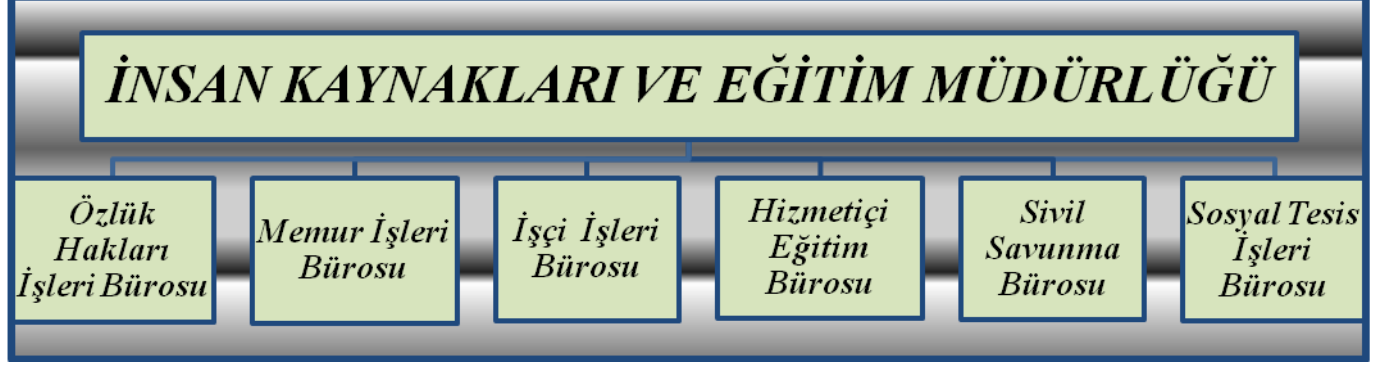 İNSAN KAYNAKLARI VE EĞİTİM MÜDÜRLÜĞÜ
Özlük
Hakları
İşleri Bürosu
Memur İşleri
Bürosu
İşçi İşleri
Bürosu
Hizmetiçi
Eğitim
Bürosu
Sivil
Savunma
Bürosu
Sosyal Tesis
İşleri
Bürosu